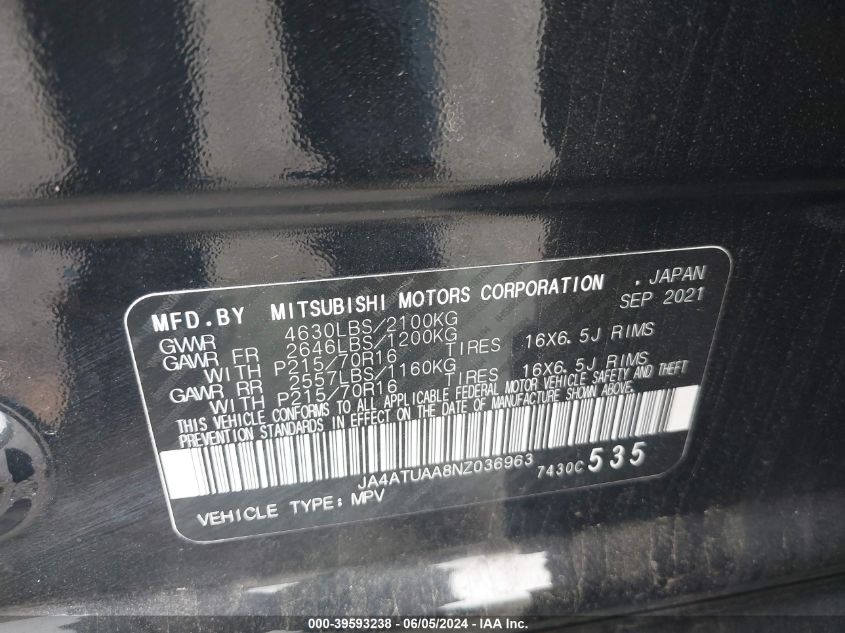 MFD.BY MITSUBISHI MOTORS CORPORATION , JAPAN
SEP 2021
GVWR 4630LBS/2100KG
GAWR FR 2646LBS/1200KG
WITH P215/70R16 TIRES 16X6.5J RIMS
GAWR RR 2557LBS/1160KG
WITH P215/70R16 TIRES 16X6.5J RIMS
THIS VEHICLE CONFORMS TO ALL APPLICABLE FEDERAL MOTOR VEHICLE SAFETY AND THEFT
PREVENTION STANDARDS IN EFFECT ON THE DATE OF MANUFACTURE SHOWN ABOVE.
JA4ATUAA8NZ036963 7430C 535
VEHICLE TYPE: MPV
000-39593238 - 06/05/2024 - IAA Inc.